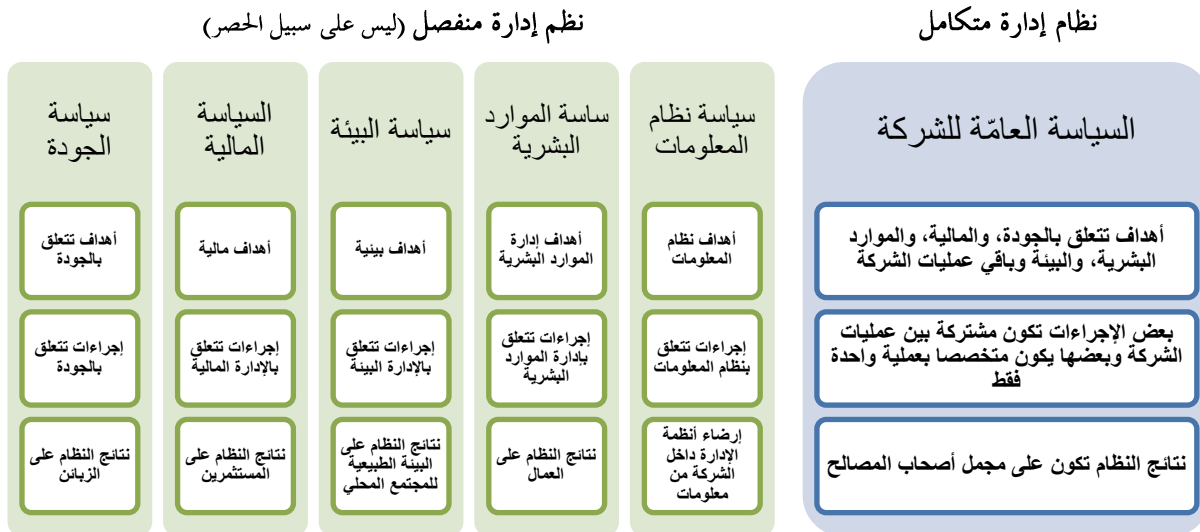 نظام إدارة متكامل
السياسة العامّة للشركة
أهداف تتعلق بالجودة، والمالية، والموارد
البشرية، والبيئة وباقي عمليات الشركة
بعض الإجراءات تكون مشتركة بين عمليات
الشركة وبعضها يكون متخصصا بعملية واحدة
فقط
نتائج النظام تكون على مجمل أصحاب المصالح
نظم إدارة منفصل (ليس على سبيل الحصر)
سياسة نظام
المعلومات
أهداف نظام
المعلومات
إجراءات تتعلق
بنظام المعلومات
إرضاء أنظمة
الإدارة داخل
الشركة من
معلومات
ساسة الموارد
البشرية
أهداف إدارة
الموارد البشرية
إجراءات تتعلق
بإدارة الموارد
البشرية
نتائج النظام على
العمال
سياسة البيئة
أهداف بيئية
إجراءات تتعلق
بالإدارة البيئة
نتائج النظام على
البيئة الطبيعية
للمجتمع المحلي
السياسة
المالية
أهداف مالية
إجراءات تتعلق
بالإدارة المالية
نتائج النظام على
المستثمرين
سياسة
الجودة
أهداف تتعلق
بالجودة
إجراءات تتعلق
بالجودة
نتائج النظام على
الزبائن